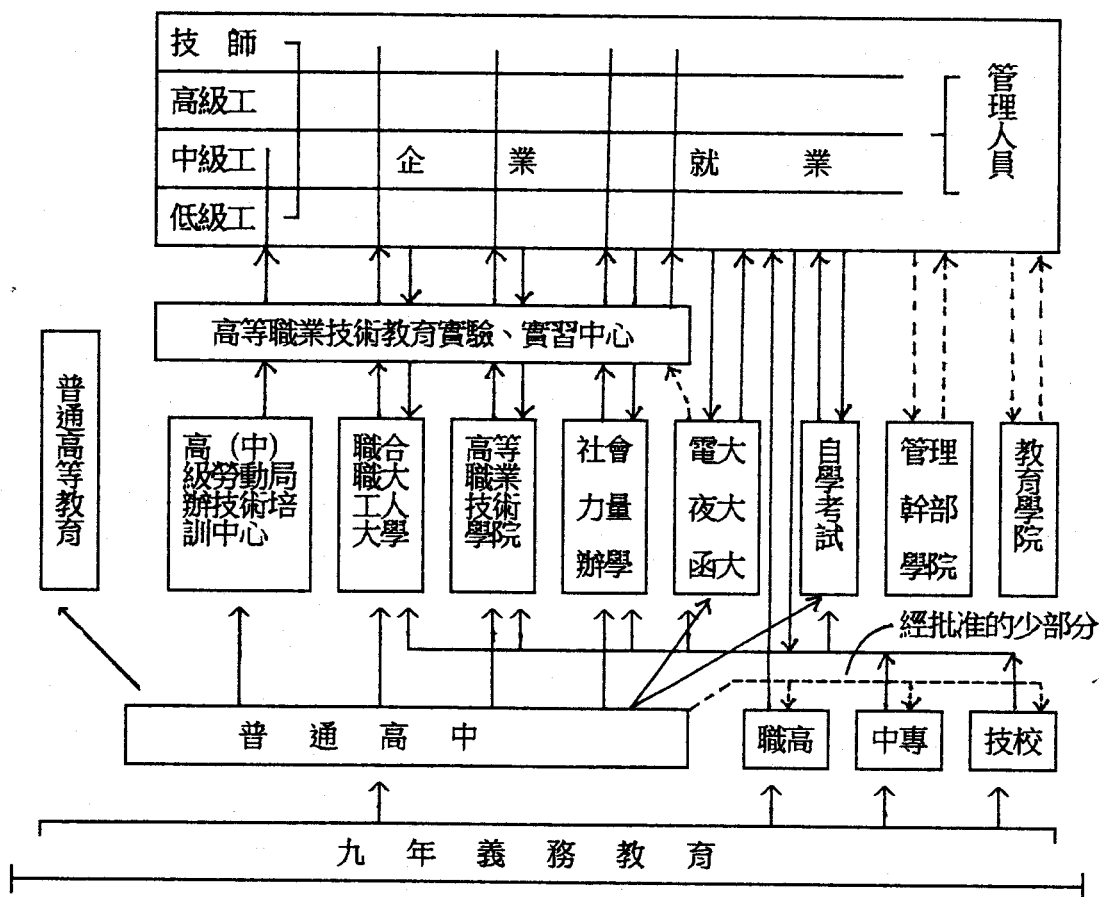 技師
高級工
中級工
低級工
企業就業
管理人員
高等職業技術教育實驗、實習中心
普通高等教育
高（中）
級勞動局
辦技術培
訓中心
職合
職大
工人
大學
高等
職業
技術
學院
社會
力量
辦學
電大
夜大
函大
自學考試
管理
幹部
學院
教育學院
經批准的少部分
普通高中
職高
中專
技校
九年義務教育